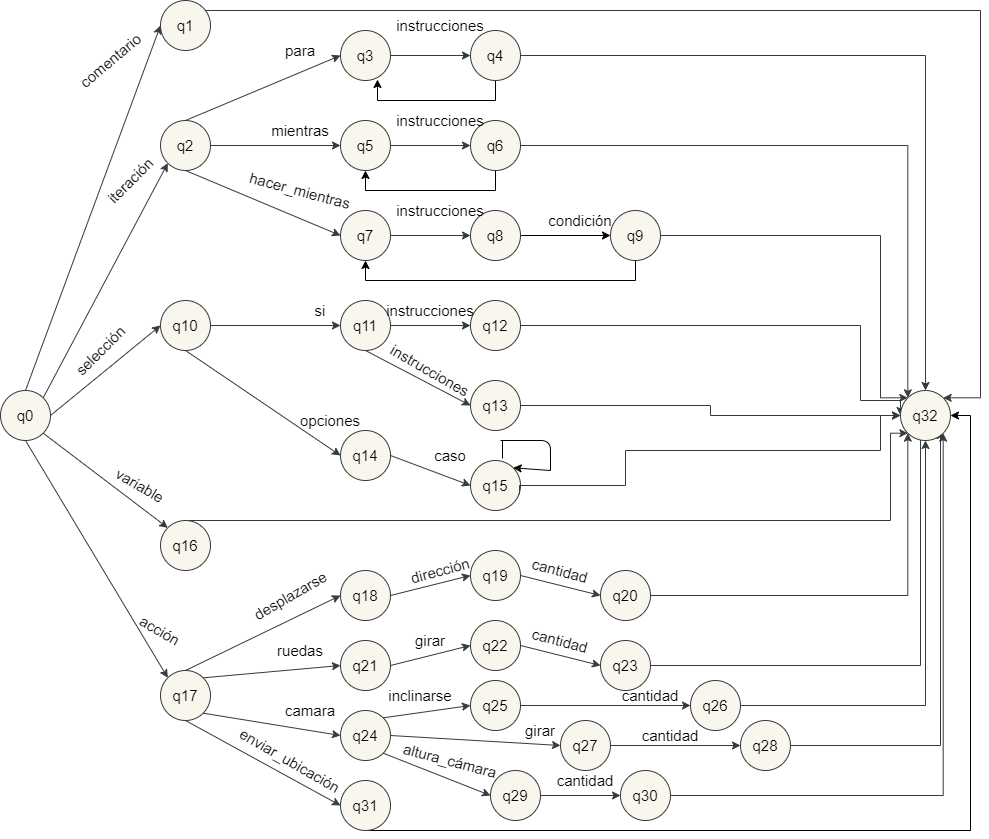 q1
instrucciones
comentario
para
q3
q4
instrucciones
mientras
q2
q5
q6
iteración
hacer_mientras
instrucciones
condición
q7
q8
q9
si
instrucciones
q10
q11
q12
selección
instrucciones
q13
q0
q32
opciones
q14
caso
q15
variable
q16
desplazarse
dirección
q19
cantidad
q18
q20
acción
ruedas
girar
q22
cantidad
q21
q23
q17
inclinarse
q25
cantidad
q26
camara
q24
girar
q27
cantidad
q28
enviar_ubicación
altura_cámara
cantidad
q29
q30
q31